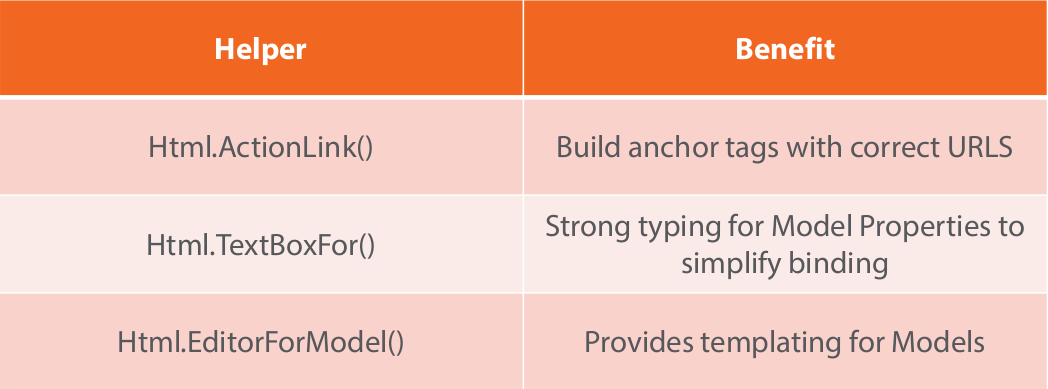 Helper
Benefit
Html.ActionLink()
Build anchor tags with correct URLS
Html.TextBoxFor()
Strong typing for Model Properties to
simplify binding
Html.EditorForModel()
Provides templating for Models